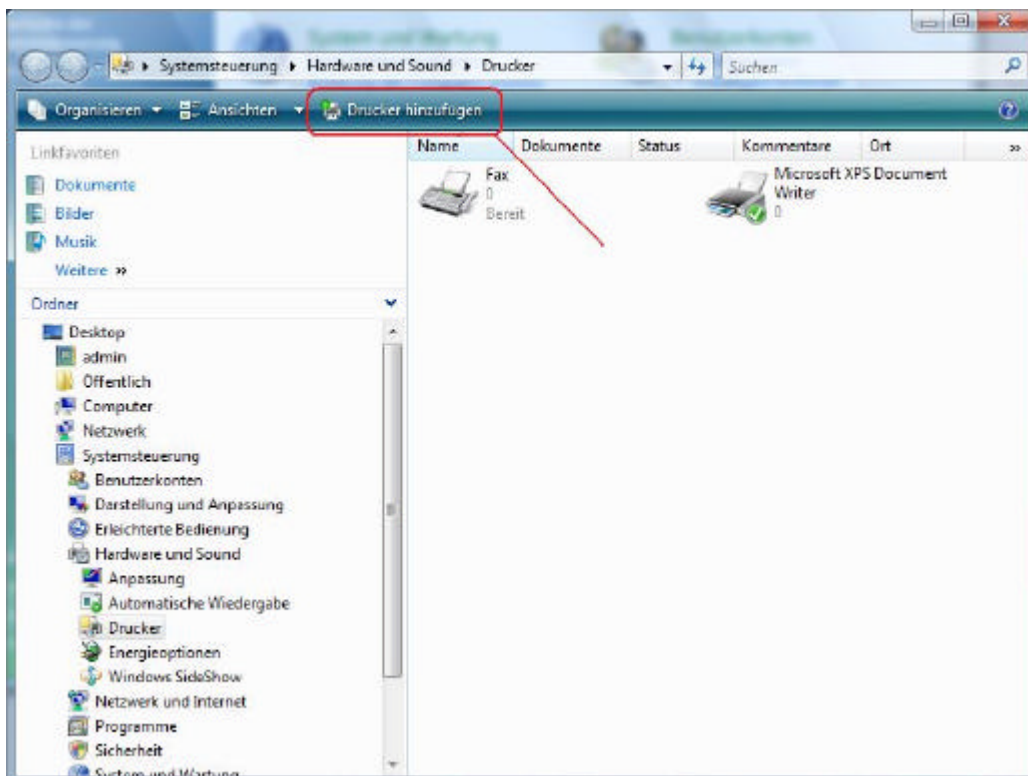 System und Wartung
Systemsteuerung ▸ Hardware und Sound ▸ Drucker
Suchen
Organisieren Ansichten Drucker hinzufügen
Linkfavoriten
Dokumente
Bilder
Musik
Weitere »
Ordner
Desktop
admin
Öffentlich
Computer
Netzwerk
Systemsteuerung
Benutzerkonten
Darstellung und Anpassung
Erleichterte Bedienung
Hardware und Sound
Anpassung
Automatische Wiedergabe
Drucker
Energieoptionen
Windows SideShow
Netzwerk und Internet
Programme
Sicherheit
System und Wartung
Name Dokumente Status Kommentare Ort »
Fax
0
Bereit
Microsoft XPS Document
Writer
0